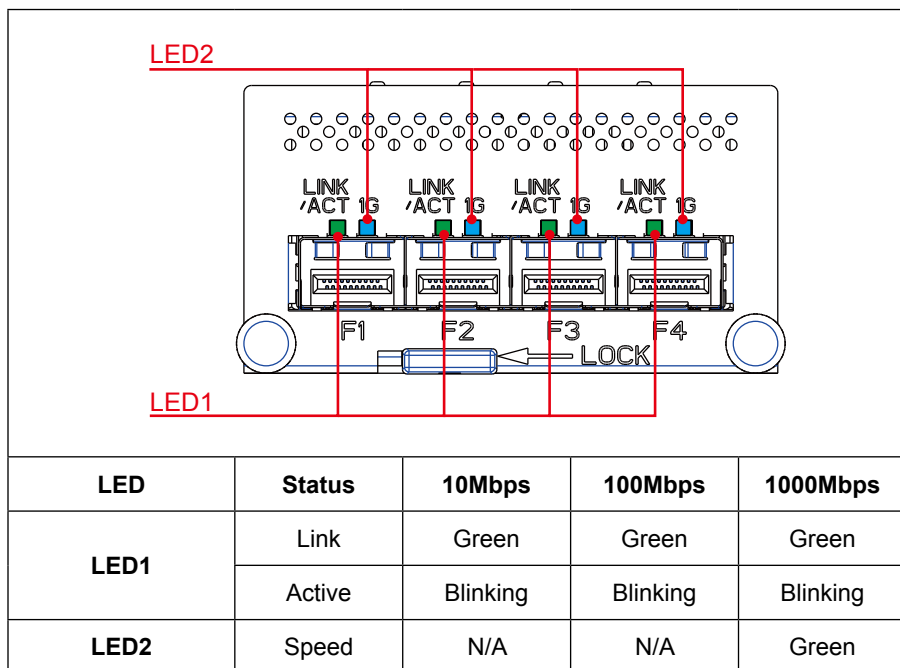 LED2
LINK /ACT 1G LINK /ACT 1G LINK /ACT 1G LINK /ACT 1G
F1 F2 F3 F4
LOCK
LED1
LED Status 10Mbps 100Mbps 1000Mbps
LED1 Link Green Green Green
Active Blinking Blinking Blinking
LED2 Speed N/A N/A Green